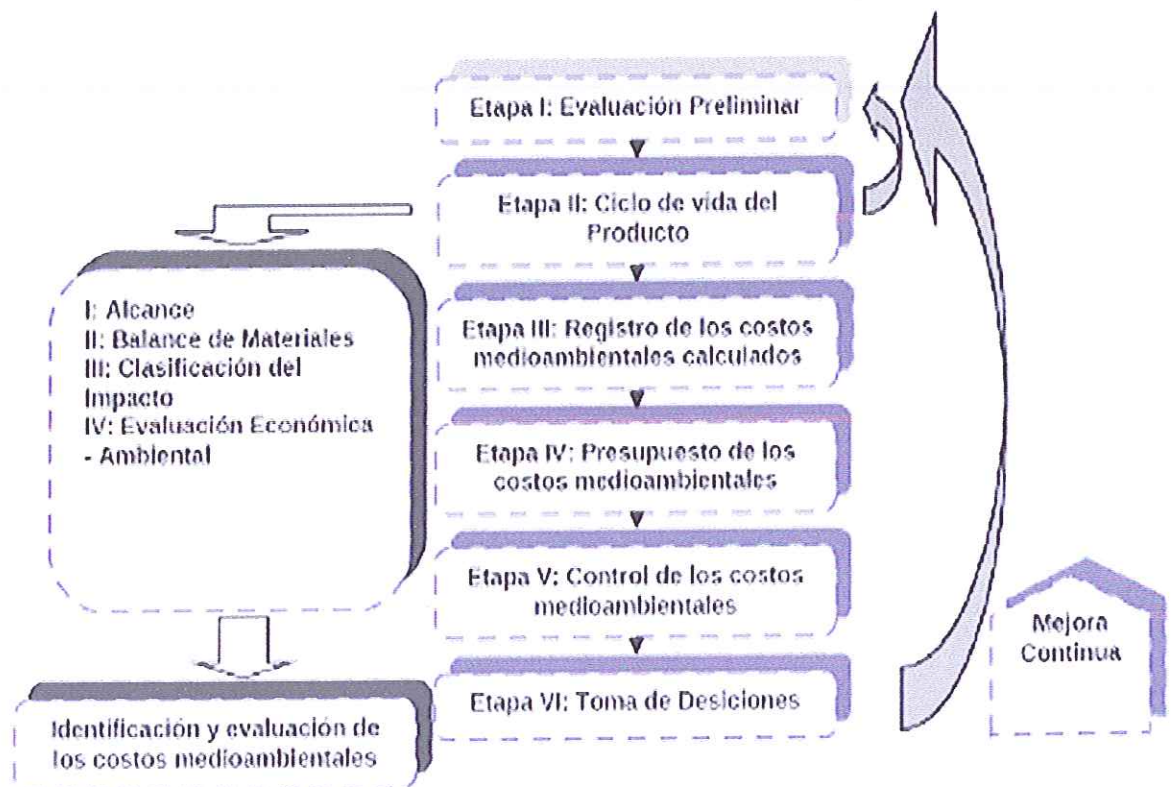 Etapa I: Evaluación Preliminar
Etapa II: Ciclo de vida del
Producto
I: Alcance
II: Balance de Materiales
III: Clasificación del
Impacto
IV: Evaluación Económica
- Ambiental
Etapa III: Registro de los costos
medioambientales calculados
Etapa IV: Presupuesto de los
costos medioambientales
Etapa V: Control de los costos
medioambientales
Etapa VI: Toma de Desiciones
Identificación y evaluación de
los costos medioambientales
Mejora
Continua